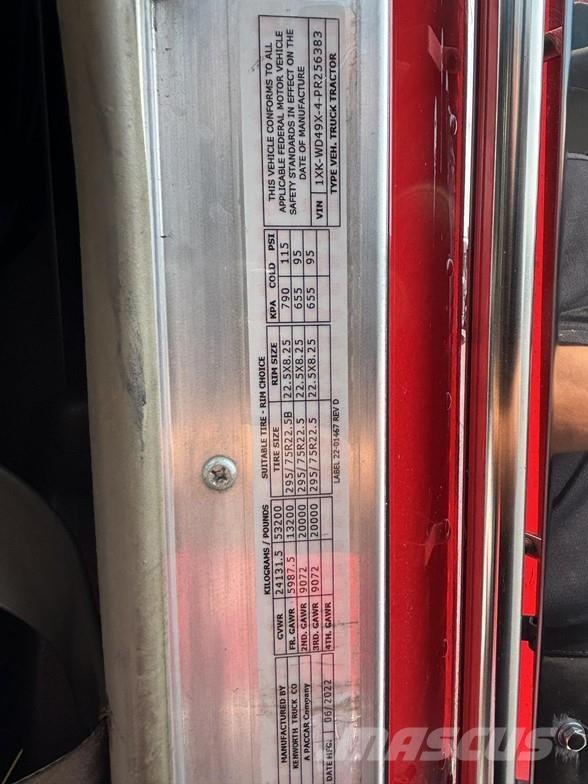 MANUFACTURED BY
KENWORTH TRUCK CO
A PACCAR Company
DATE MFG: 06/2022
KILOGRAMS / POUNDS
GVWR 24131.5 53200
FR. GAWR 5987.5 13200
2ND. GAWR 9072 20000
3RD. GAWR 9072 20000
4TH. GAWR
SUITABLE TIRE - RIM CHOICE
TIRE SIZE RIM SIZE
295/75R22.5B 22.5X8.25
295/75R22.5 22.5X8.25
295/75R22.5 22.5X8.25
LABEL 22-01467 REV D
KPA COLD PSI
790 115
655 95
655 95
THIS VEHICLE CONFORMS TO ALL
APPLICABLE FEDERAL MOTOR VEHICLE
SAFETY STANDARDS IN EFFECT ON THE
DATE OF MANUFACTURE
VIN 1XK-WD49X-4-PR256383
TYPE VEH. TRUCK TRACTOR
MASCUS